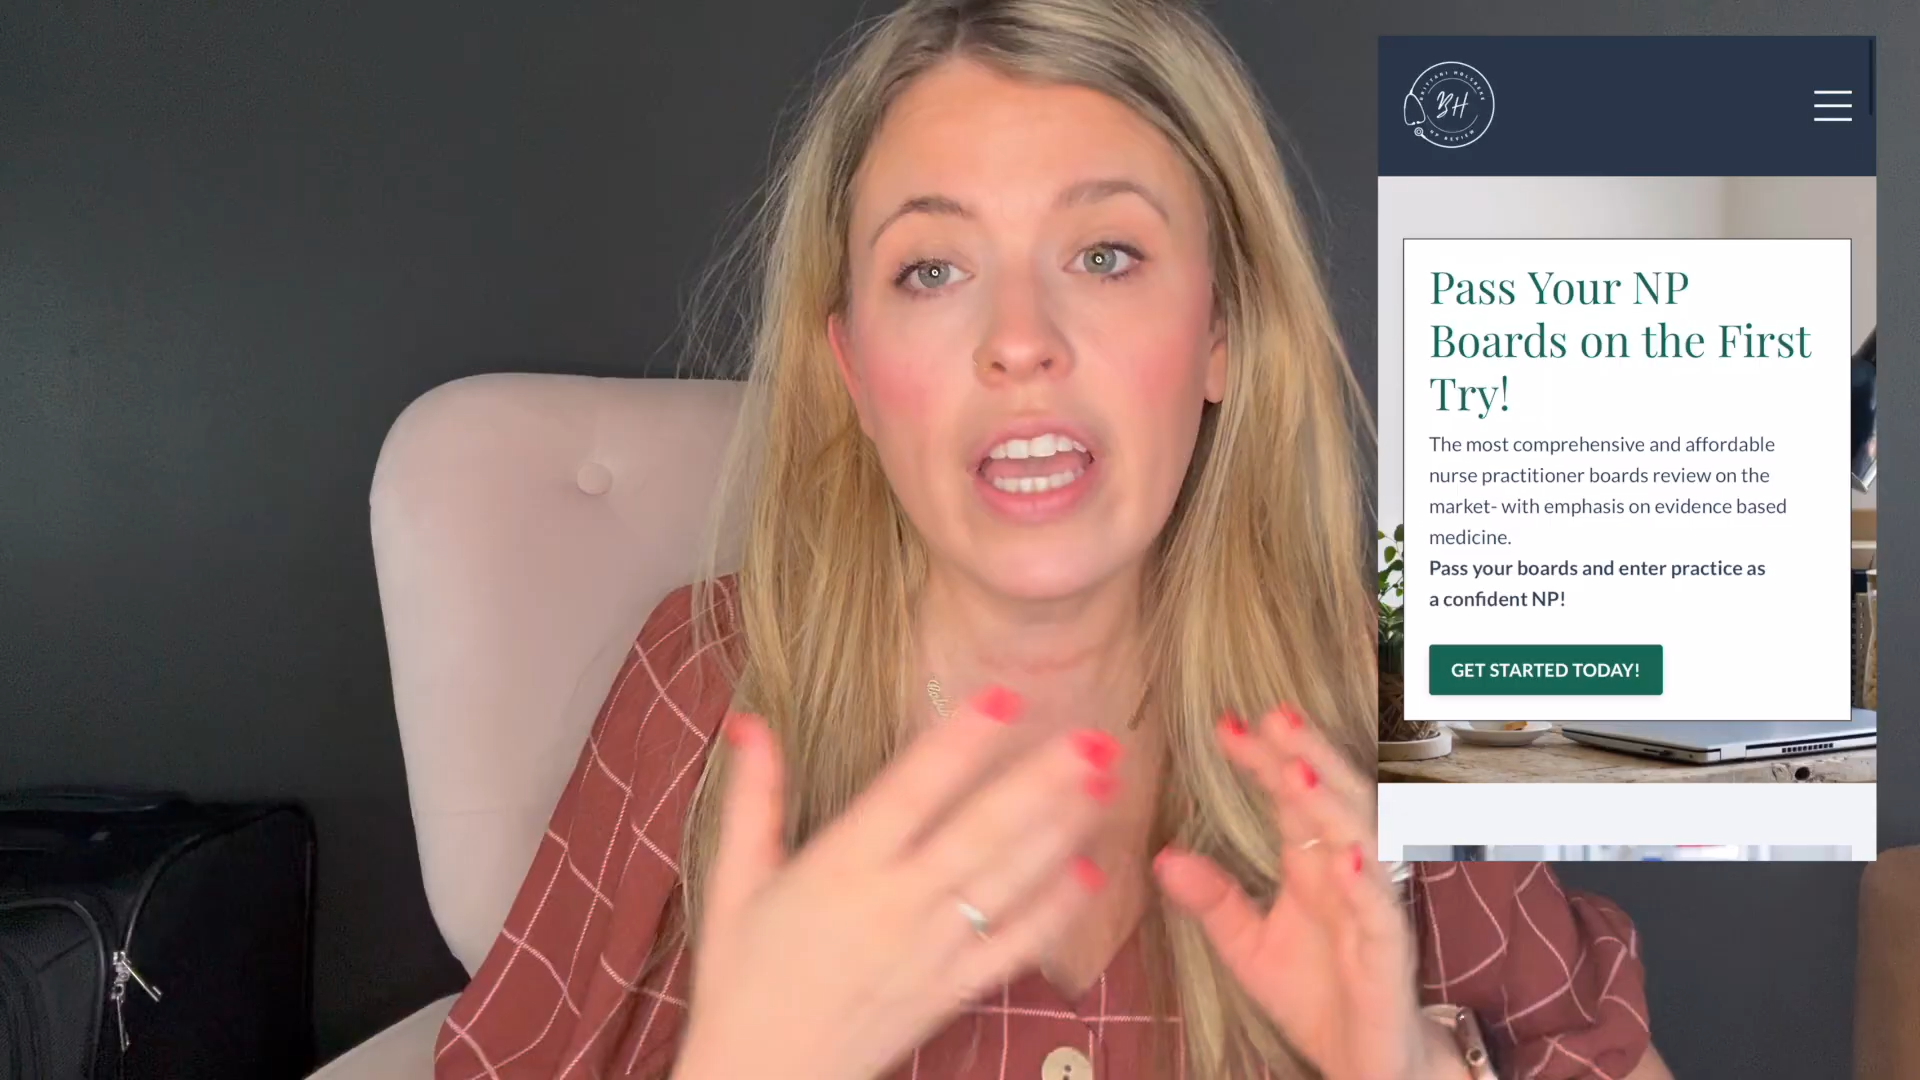 BH
NP REVIEW
Pass Your NP
Boards on the First
Try!
The most comprehensive and affordable
nurse practitioner boards review on the
market- with emphasis on evidence based
medicine.
Pass your boards and enter practice as
a confident NP!
GET STARTED TODAY!